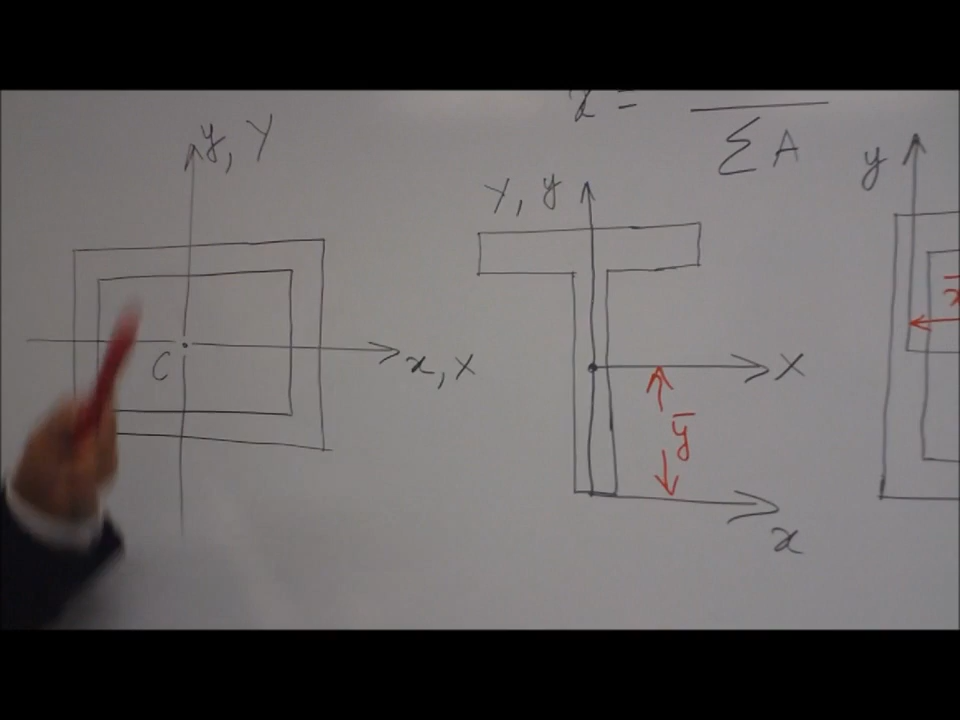 y, Y
C
x, X
=
ΣA
Y, y
X
ȳ
x
y
x̄